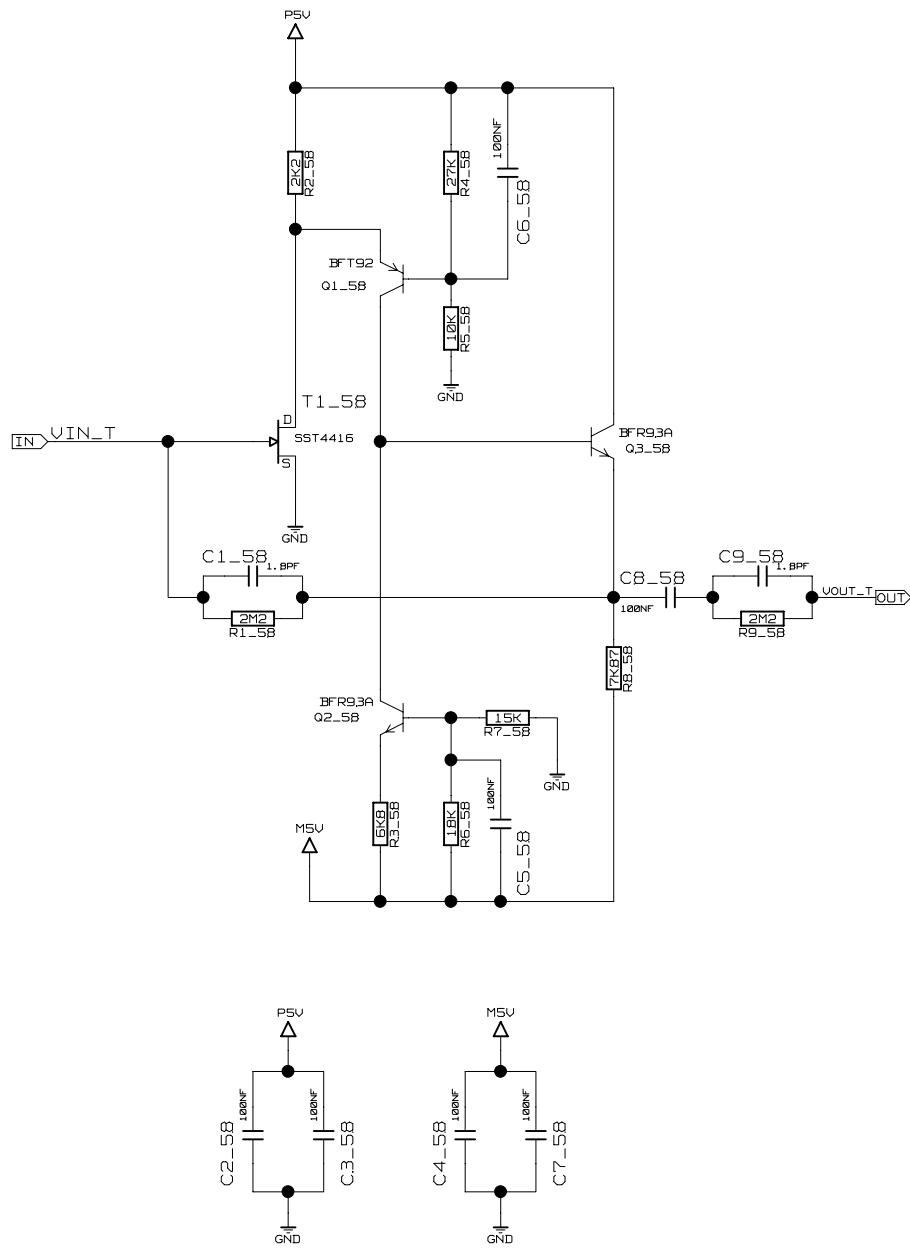 P5V
100NF
2K2
R2_58
27K
R4_58
C6_58
BFT92
Q1_58
10K
R5_58
GND
T1_58
D
SST4416
S
IN
VIN_T
BFR93A
Q3_58
GND
C1_58
1.8PF
2M2
R1_58
C8_58
100NF
C9_58
1.8PF
2M2
R9_58
VOUT_T
OUT
7K87
R8_58
BFR93A
Q2_58
15K
R7_58
GND
100NF
6K8
R3_58
18K
R6_58
C5_58
M5V
P5V
M5V
100NF
100NF
100NF
100NF
C2_58
C3_58
C4_58
C7_58
GND
GND